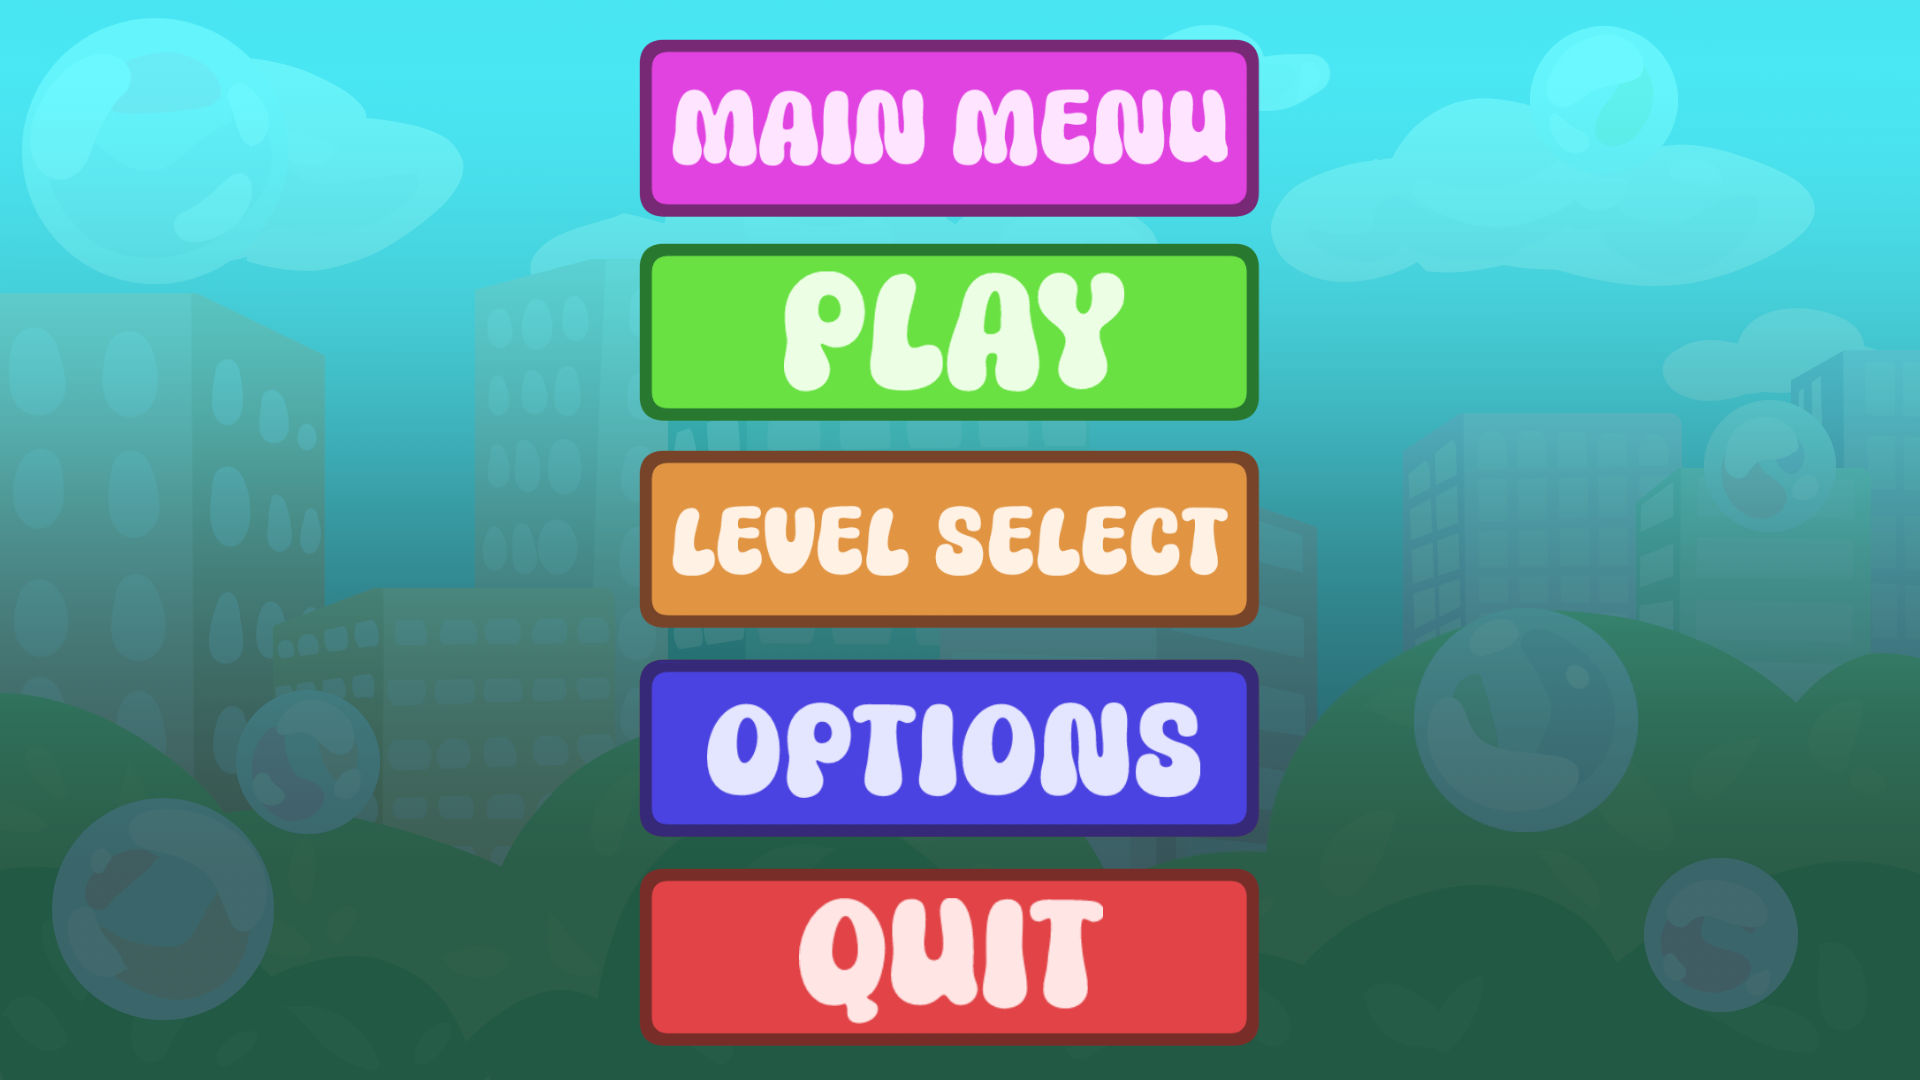 MAIN MENU
PLAY
LEVEL SELECT
OPTIONS
QUIT